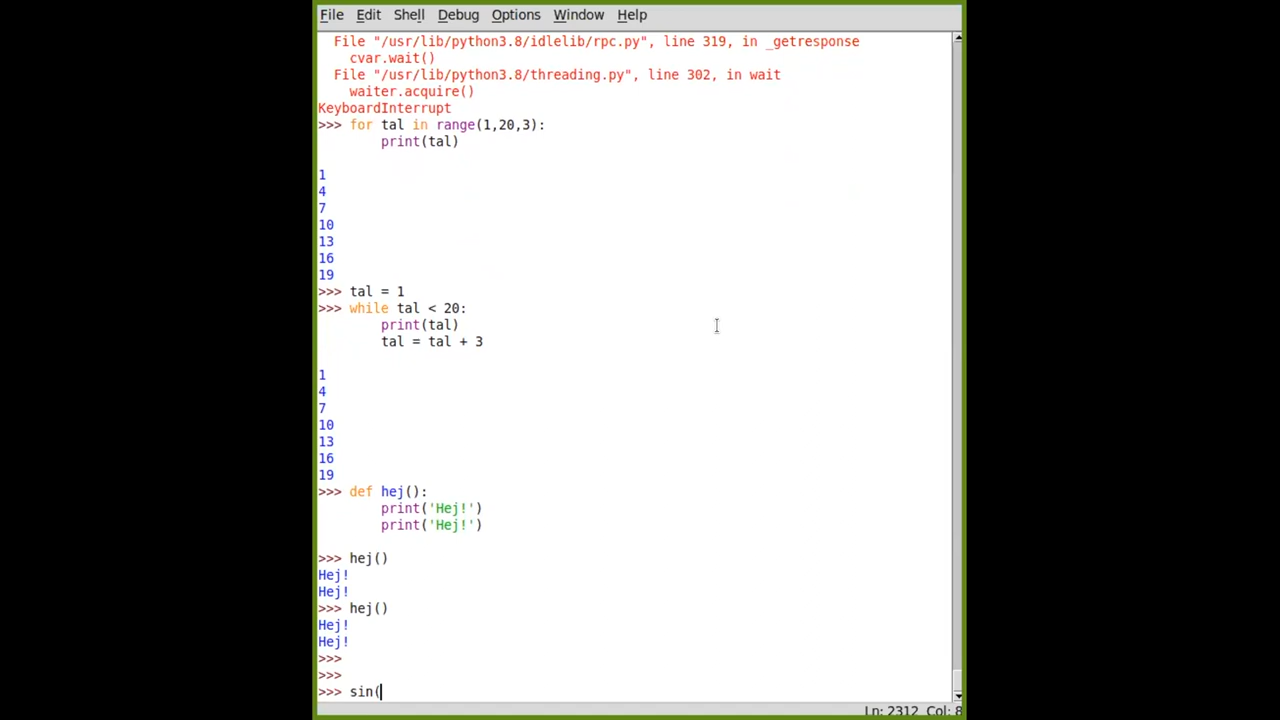 File Edit Shell Debug Options Window Help
File "/usr/lib/python3.8/idlelib/rpc.py", line 319, in _getresponse
cvar.wait()
File "/usr/lib/python3.8/threading.py", line 302, in wait
waiter.acquire()
KeyboardInterrupt
>>> for tal in range(1,20,3):
print(tal)
1
4
7
10
13
16
19
>>> tal = 1
>>> while tal < 20:
print(tal)
tal = tal + 3
1
4
7
10
13
16
19
>>> def hej():
print('Hej!')
print('Hej!')
>>> hej()
Hej!
Hej!
>>> hej()
Hej!
Hej!
>>>
>>>
>>> sin(
Ln: 2312 Col: 8